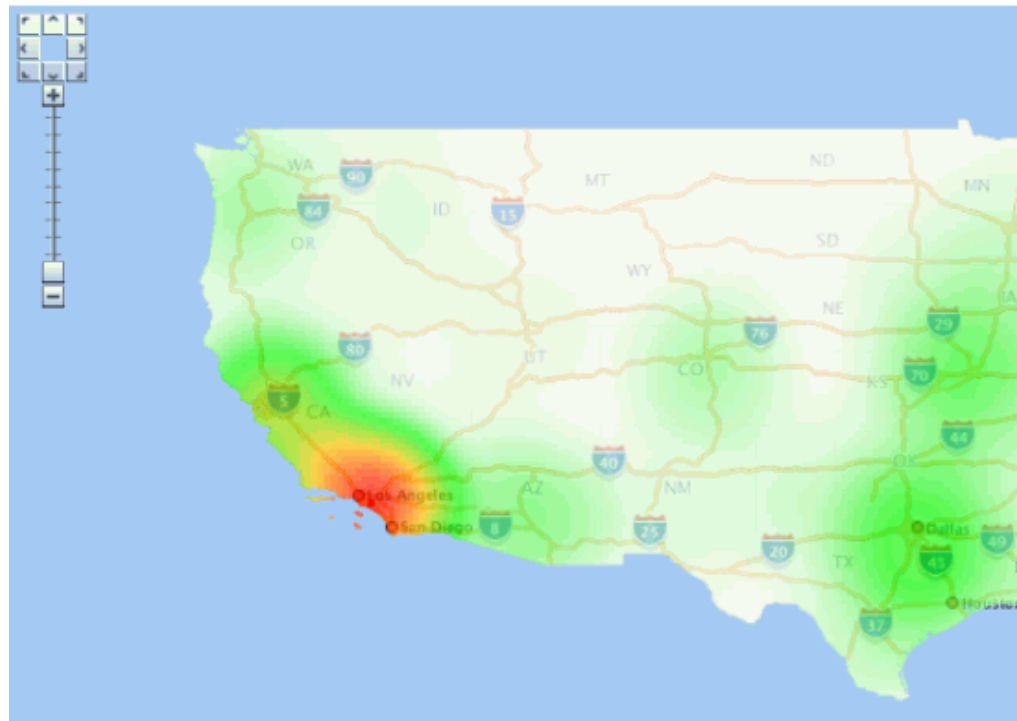 ND
WA
MT
MN
90
ID
84
15
OR
SD
WY
IA
NE
29
76
80
UT
CO
70
KS
NV
5
CA
44
OK
40
AZ
NM
Los Angeles
San Diego
8
25
20
Dallas
49
TX
45
Houston
37